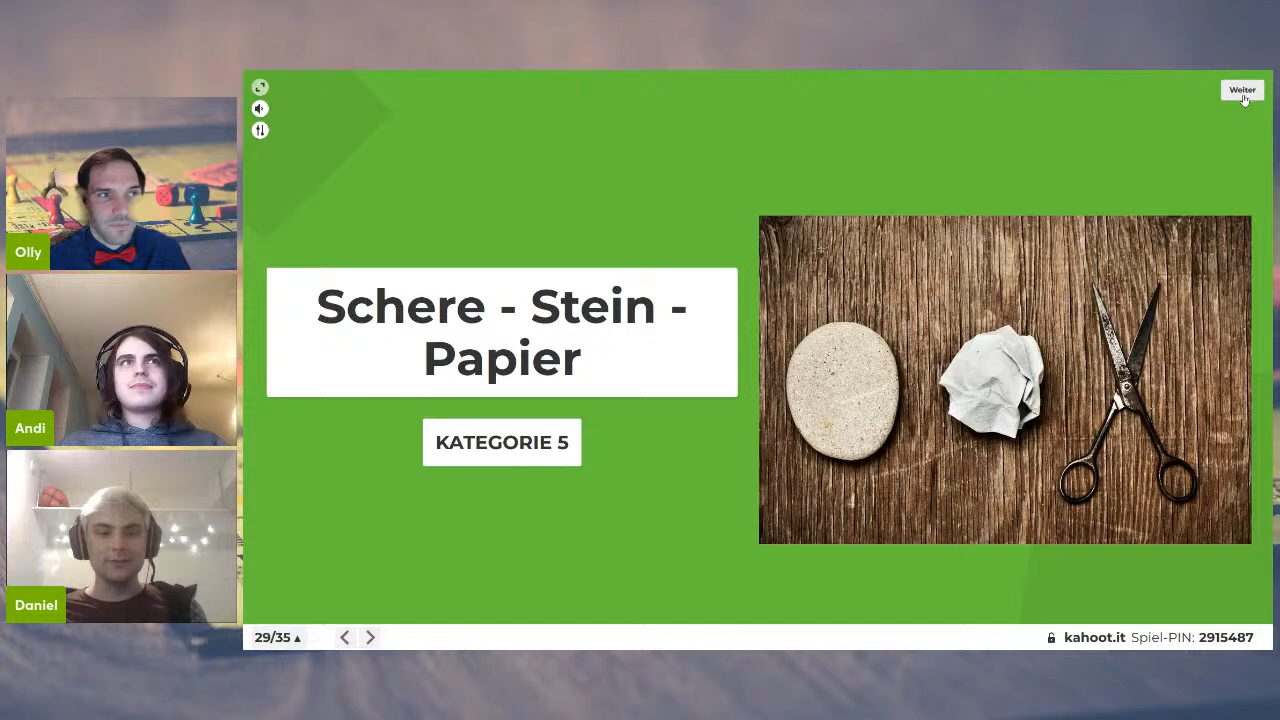 Weiter
Olly
Schere - Stein -
Papier
KATEGORIE 5
Andi
Daniel
29/35 ▲
kahoot.it Spiel-PIN: 2915487